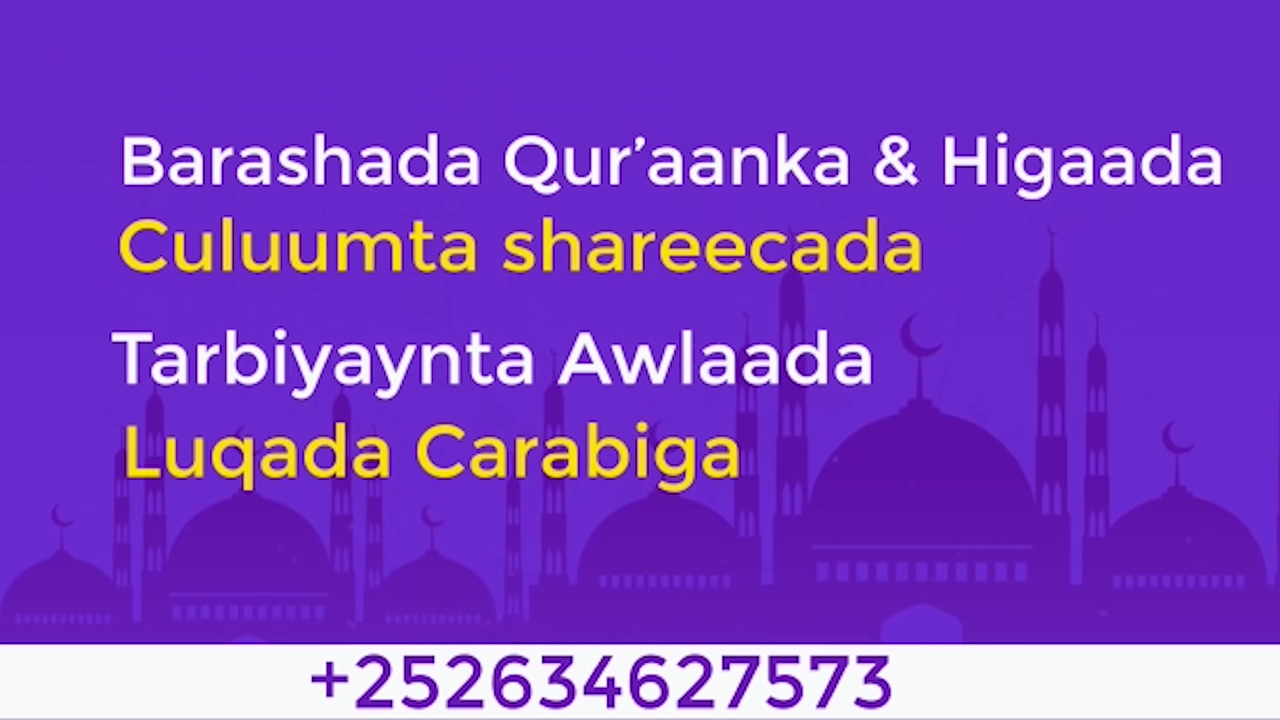 Barashada Qur’aanka & Higaada
Culuumta shareecada
Tarbiyaynta Awlaada
Luqada Carabiga
+252634627573